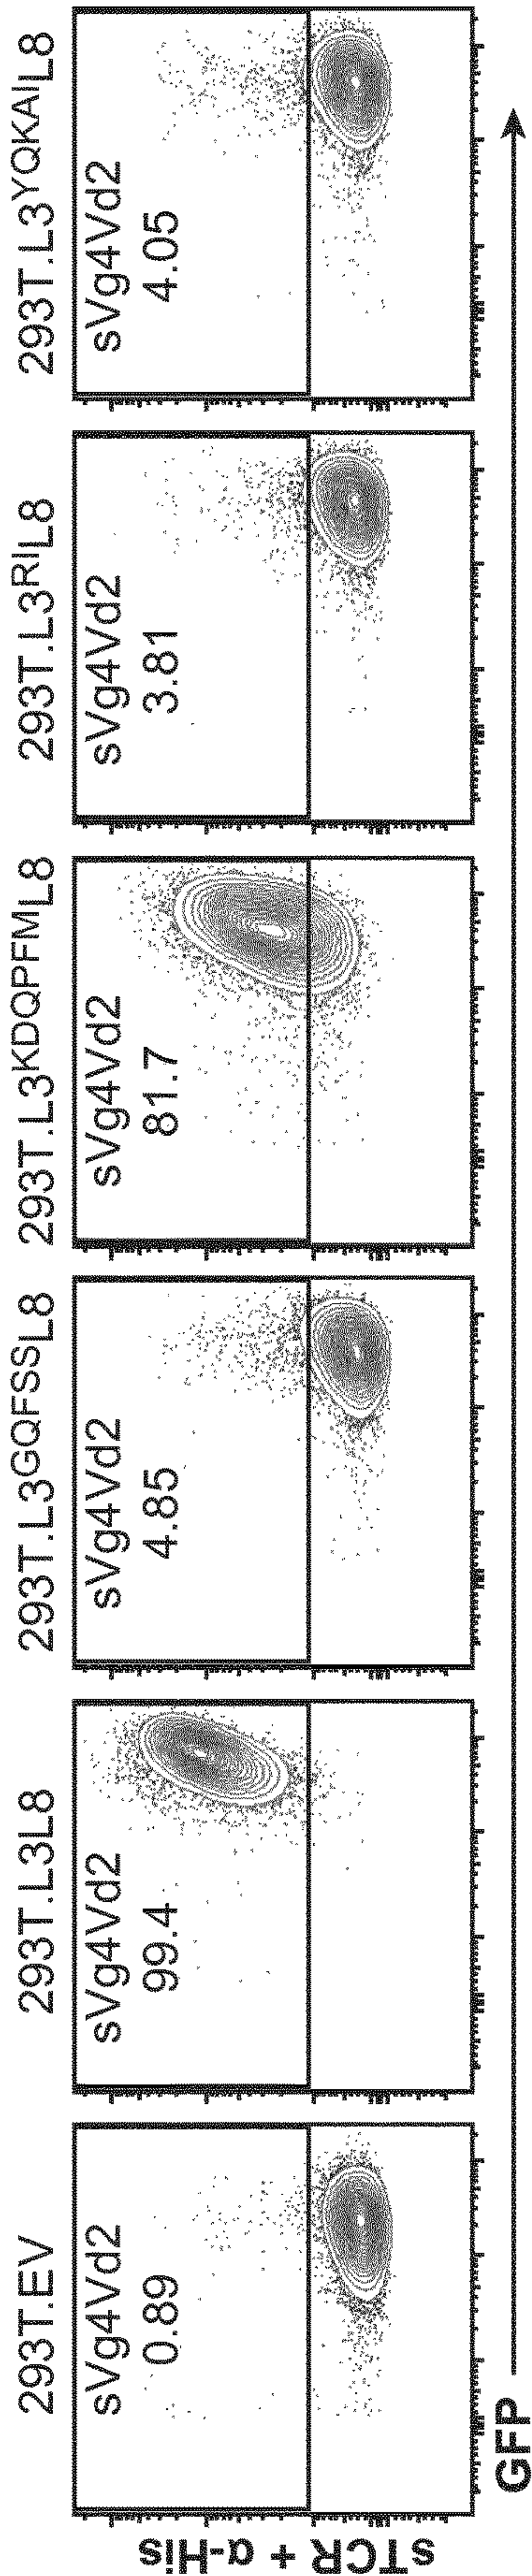 293T.EV
sVg4Vd2
0.89
293T.L3L8
sVg4Vd2
99.4
293T.L3GQFSSL8
sVg4Vd2
4.85
293T.L3KDQPFML8
sVg4Vd2
81.7
293T.L3RIL8
sVg4Vd2
3.81
293T.L3YQKAIL8
sVg4Vd2
4.05
sTCR + α-His
GFP